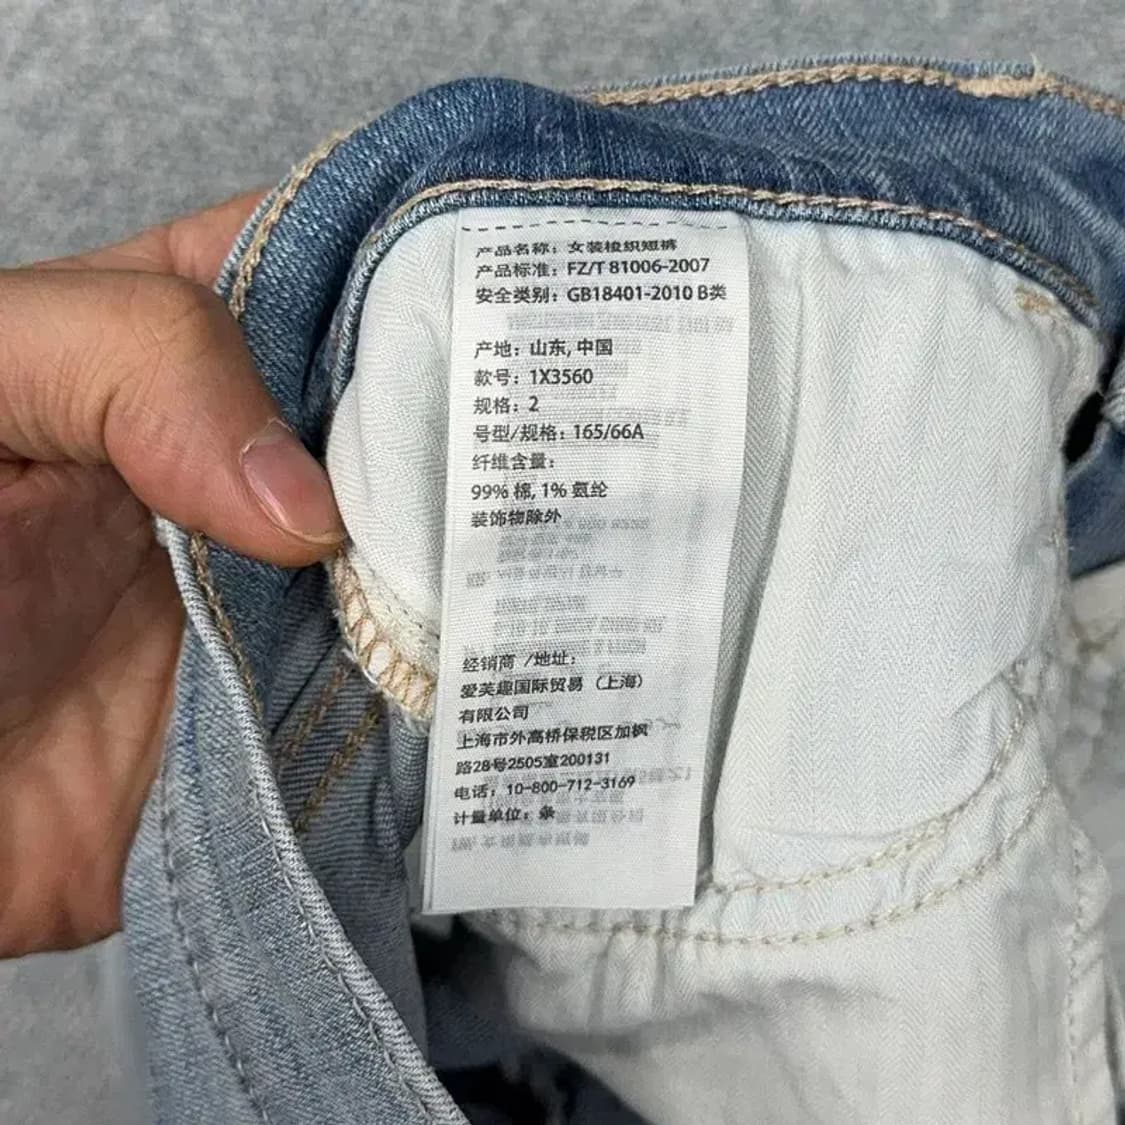 产品名称：女装梭织短裤
产品标准：FZ/T 81006-2007
安全类别：GB18401-2010 B类
产地：山东, 中国
款号：1X3560
规格：2
号型/规格：165/66A
纤维含量：
99% 棉, 1% 氨纶
装饰物除外
经销商 /地址：
爱芙趣国际贸易（上海）
有限公司
上海市外高桥保税区加枫
路28号2505室200131
电话：10-800-712-3169
计量单位：条